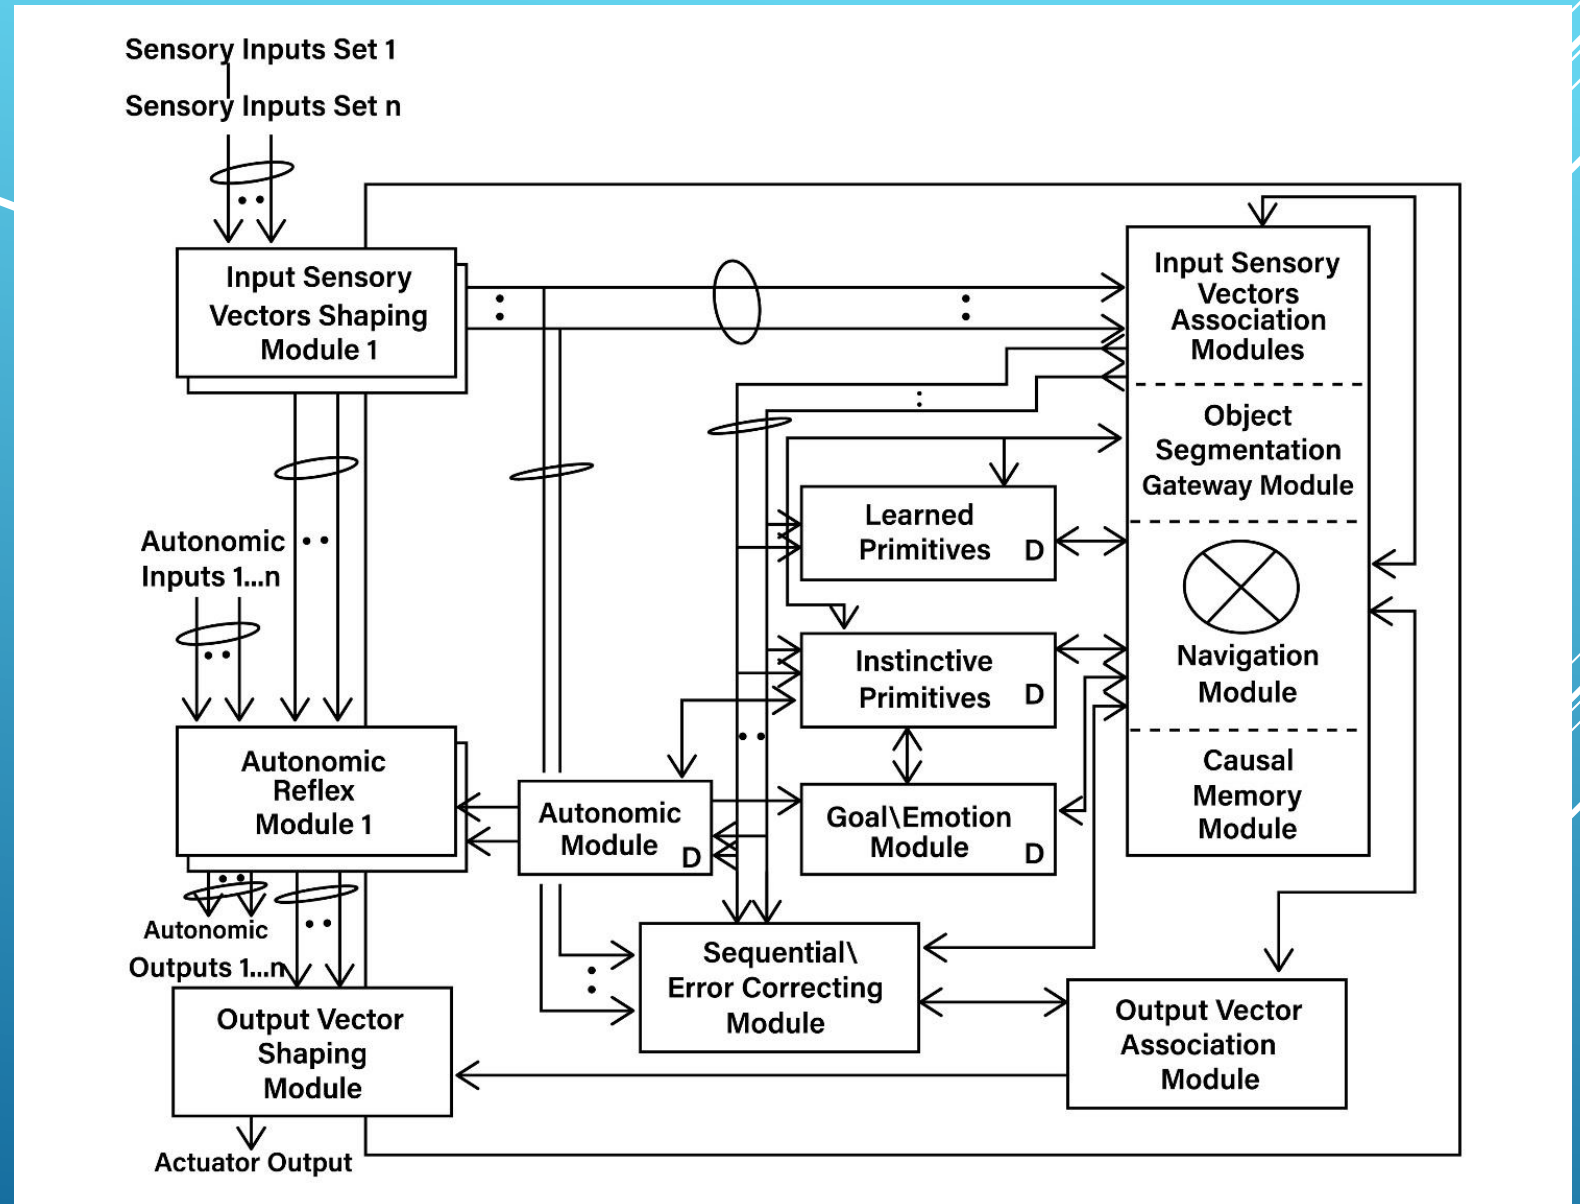 Sensory Inputs Set 1
Sensory Inputs Set n
Input Sensory
Vectors Shaping
Module 1
Input Sensory
Vectors
Association
Modules
Object
Segmentation
Gateway Module
Navigation
Module
Causal
Memory
Module
Learned
Primitives D
Autonomic
Inputs 1...n
Instinctive
Primitives D
Autonomic
Reflex
Module 1
Autonomic
Module D
Goal\Emotion
Module D
Autonomic
Outputs 1...n
Sequential\
Error Correcting
Module
Output Vector
Shaping
Module
Output Vector
Association
Module
Actuator Output